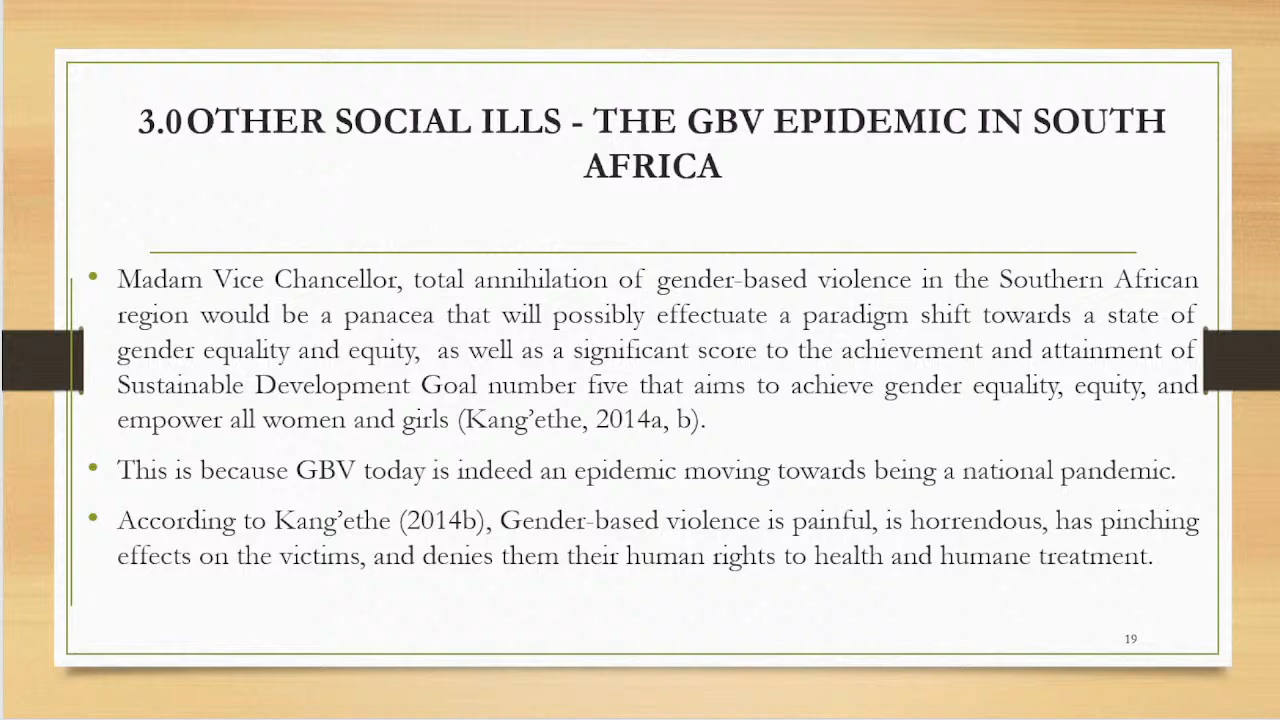 3.0 OTHER SOCIAL ILLS - THE GBV EPIDEMIC IN SOUTH
AFRICA
• Madam Vice Chancellor, total annihilation of gender-based violence in the Southern African
region would be a panacea that will possibly effectuate a paradigm shift towards a state of
gender equality and equity, as well as a significant score to the achievement and attainment of
Sustainable Development Goal number five that aims to achieve gender equality, equity, and
empower all women and girls (Kang’ethe, 2014a, b).
• This is because GBV today is indeed an epidemic moving towards being a national pandemic.
• According to Kang’ethe (2014b), Gender-based violence is painful, is horrendous, has pinching
effects on the victims, and denies them their human rights to health and humane treatment.
19